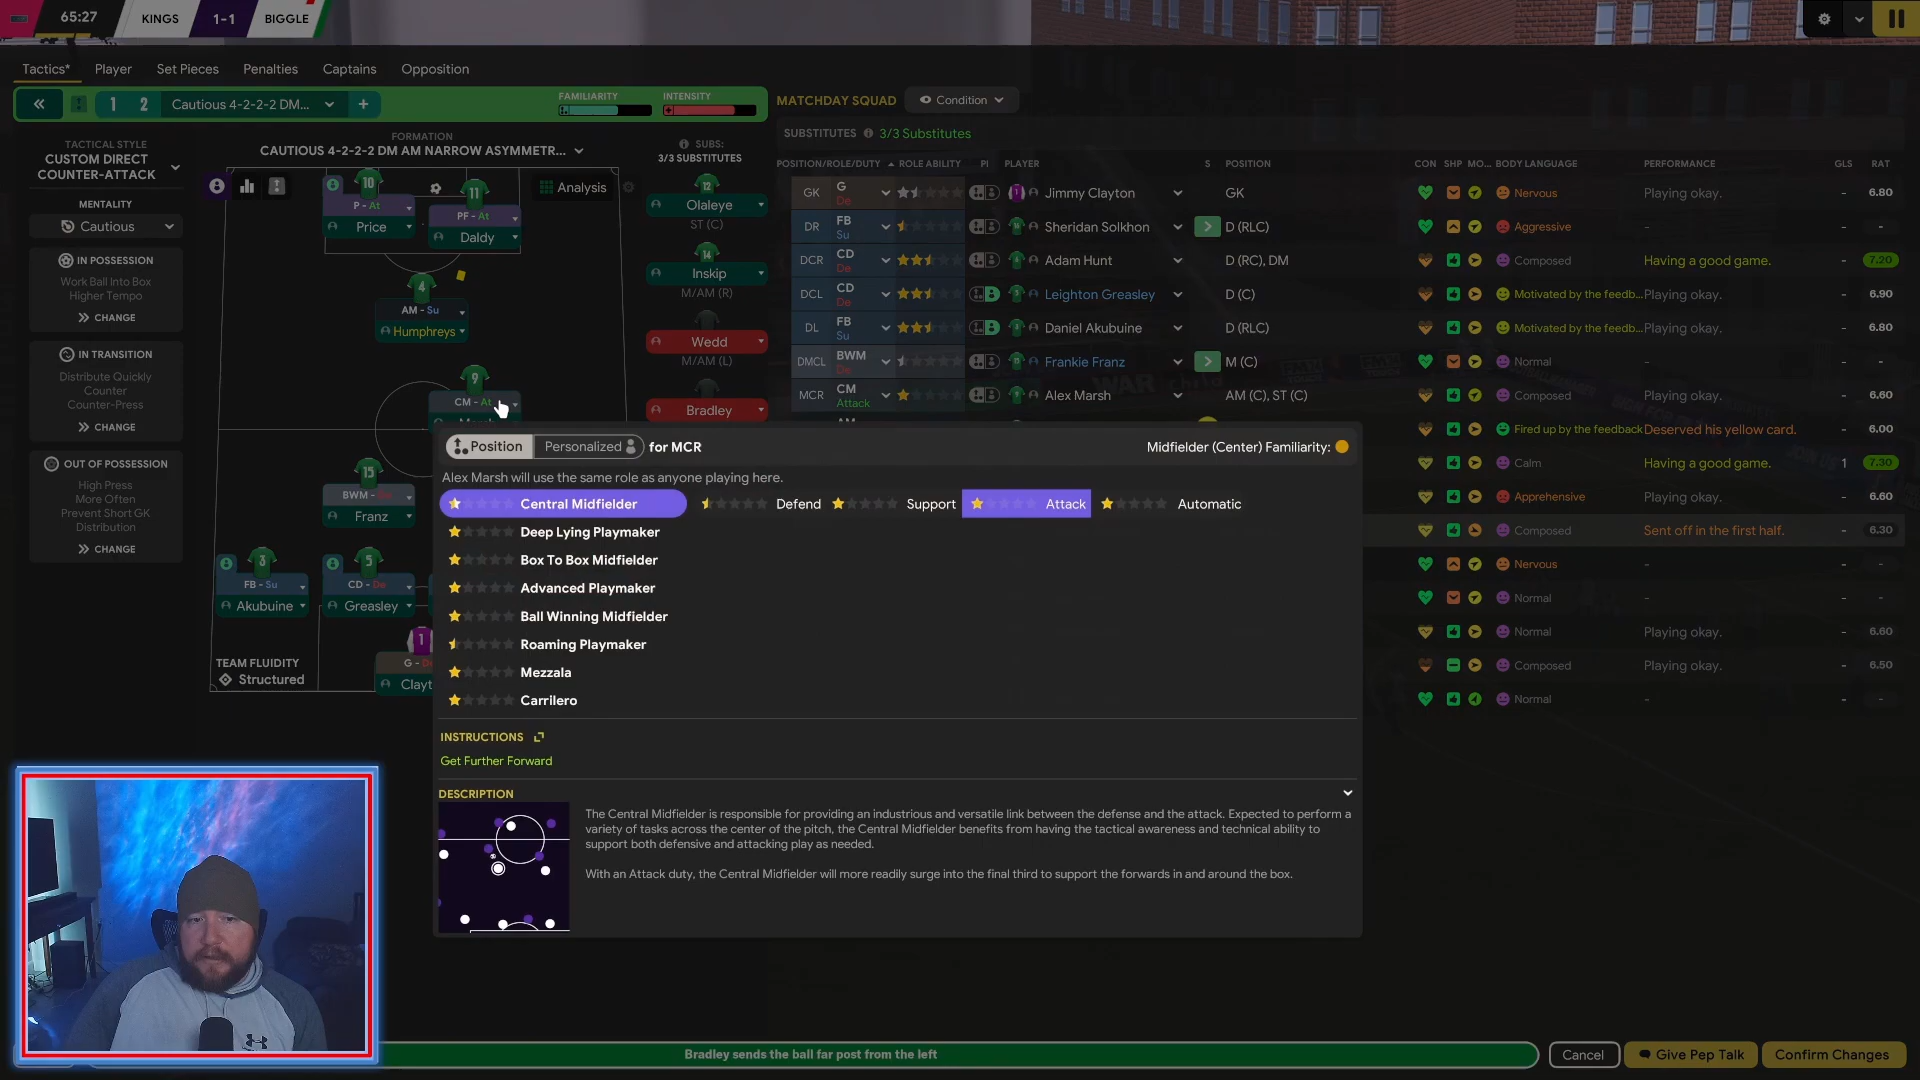 65:27 KINGS 1-1 BIGGLE
Tactics* Player Set Pieces Penalties Captains Opposition
1 2 Cautious 4-2-2-2 DM... +
FAMILIARITY INTENSITY
MATCHDAY SQUAD Condition
TACTICAL STYLE
CUSTOM DIRECT
COUNTER-ATTACK
MENTALITY
Cautious
IN POSSESSION
Work Ball Into Box
Higher Tempo
CHANGE
IN TRANSITION
Distribute Quickly
Counter
Counter-Press
CHANGE
OUT OF POSSESSION
High Press
More Often
Prevent Short GK
Distribution
CHANGE
FORMATION
CAUTIOUS 4-2-2-2 DM AM NARROW ASYMMETR...
Analysis
10
P - At
Price
11
PF - At
Daldy
4
AM - Su
Humphreys
9
CM - At
15
BWM - De
Franz
3
FB - Su
Akubuine
5
CD - De
Greasley
1
TEAM FLUIDITY
Structured
SUBS:
3/3 SUBSTITUTES
12
Olaleye
ST (C)
14
Inskip
M/AM (R)
Wedd
M/AM (L)
Bradley
SUBSTITUTES 3/3 Substitutes
POSITION/ROLE/DUTY ROLE ABILITY PI PLAYER S POSITION CON SHP MO... BODY LANGUAGE PERFORMANCE GLS RAT
GK G De Jimmy Clayton GK Nervous Playing okay. - 6.80
DR FB Su Sheridan Solkhon D (RLC) Aggressive - - -
DCR CD De Adam Hunt D (RC), DM Composed Having a good game. - 7.20
DCL CD De Leighton Greasley D (C) Motivated by the feedb... Playing okay. - 6.90
DL FB Su Daniel Akubuine D (RLC) Motivated by the feedb... Playing okay. - 6.80
DMCL BWM De Frankie Franz M (C) Normal - - -
MCR CM Attack Alex Marsh AM (C), ST (C) Composed Playing okay. - 6.60
Fired up by the feedback Deserved his yellow card. - 6.00
Calm Having a good game. 1 7.30
Apprehensive Playing okay. - 6.60
Composed Sent off in the first half. - 6.30
Nervous - - -
Normal - - -
Normal Playing okay. - 6.60
Composed Playing okay. - 6.50
Normal - - -
Position Personalized for MCR Midfielder (Center) Familiarity:
Alex Marsh will use the same role as anyone playing here.
Central Midfielder Defend Support Attack Automatic
Deep Lying Playmaker
Box To Box Midfielder
Advanced Playmaker
Ball Winning Midfielder
Roaming Playmaker
Mezzala
Carrilero
INSTRUCTIONS
Get Further Forward
DESCRIPTION
The Central Midfielder is responsible for providing an industrious and versatile link between the defense and the attack. Expected to perform a
variety of tasks across the center of the pitch, the Central Midfielder benefits from having the tactical awareness and technical ability to
support both defensive and attacking play as needed.
With an Attack duty, the Central Midfielder will more readily surge into the final third to support the forwards in and around the box.
Bradley sends the ball far post from the left
Cancel Give Pep Talk Confirm Changes